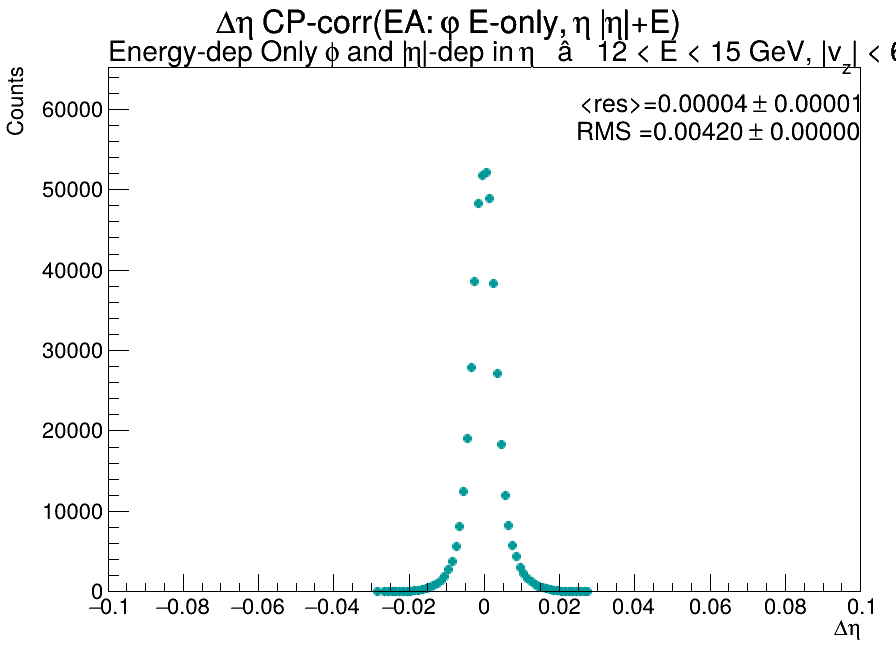 Δη CP-corr(EA: φ E-only, η |η|+E)
Energy-dep Only ϕ and |η|-dep in η â 12 < E < 15 GeV, |v_z| < 6
Counts
<res>=0.00004 ± 0.00001
RMS =0.00420 ± 0.00000
60000
50000
40000
30000
20000
10000
0
−0.1 −0.08 −0.06 −0.04 −0.02 0 0.02 0.04 0.06 0.08 0.1
Δη